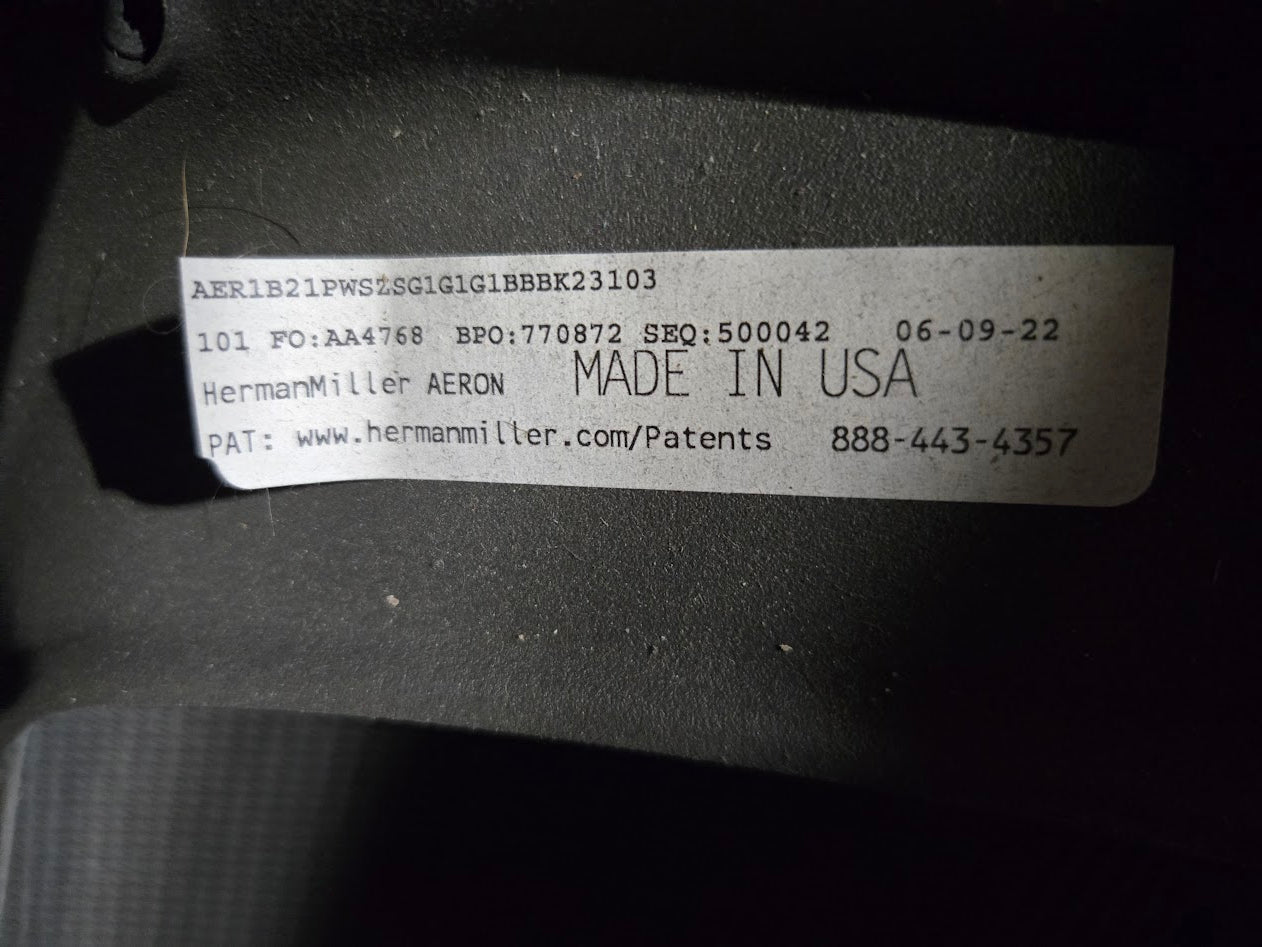 AER1B21PWSZSG1G1G1BBBK23103
101 FO:AA4768 BPO:770872 SEQ:500042 06-09-22
HermanMiller AERON MADE IN USA
PAT: www.hermanmiller.com/Patents 888-443-4357